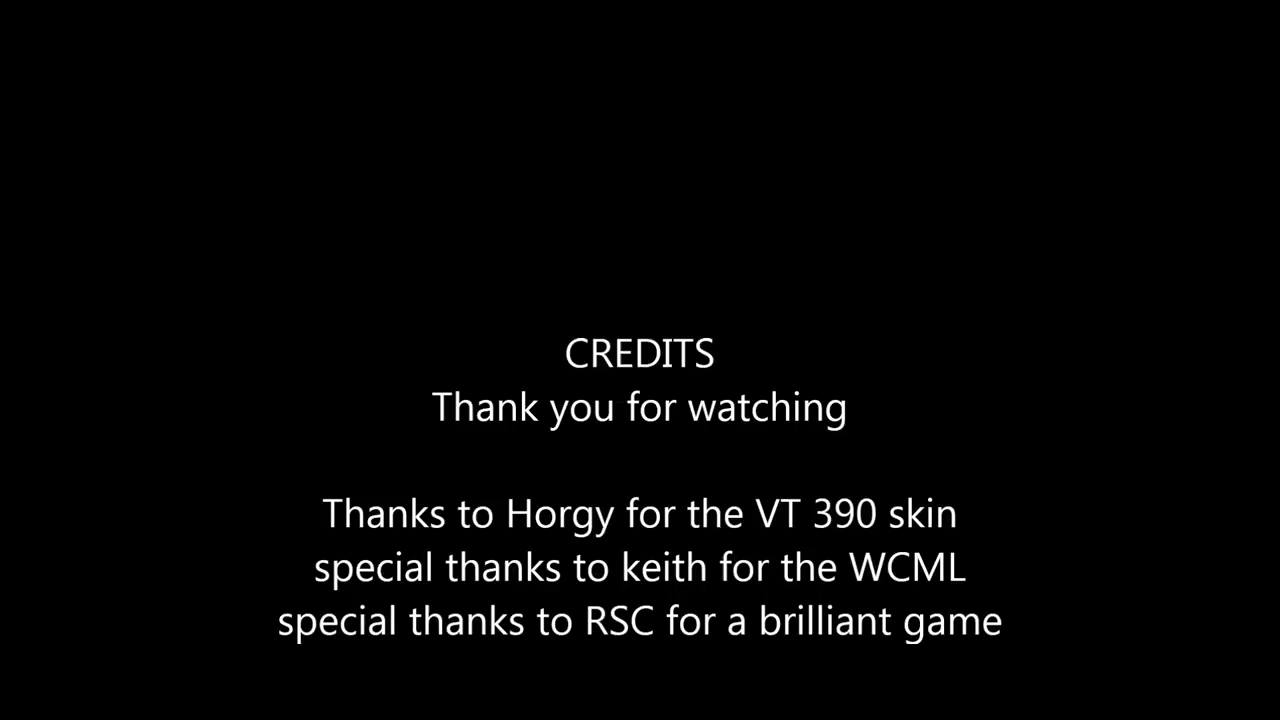 CREDITS
Thank you for watching
Thanks to Horgy for the VT 390 skin
special thanks to keith for the WCML
special thanks to RSC for a brilliant game